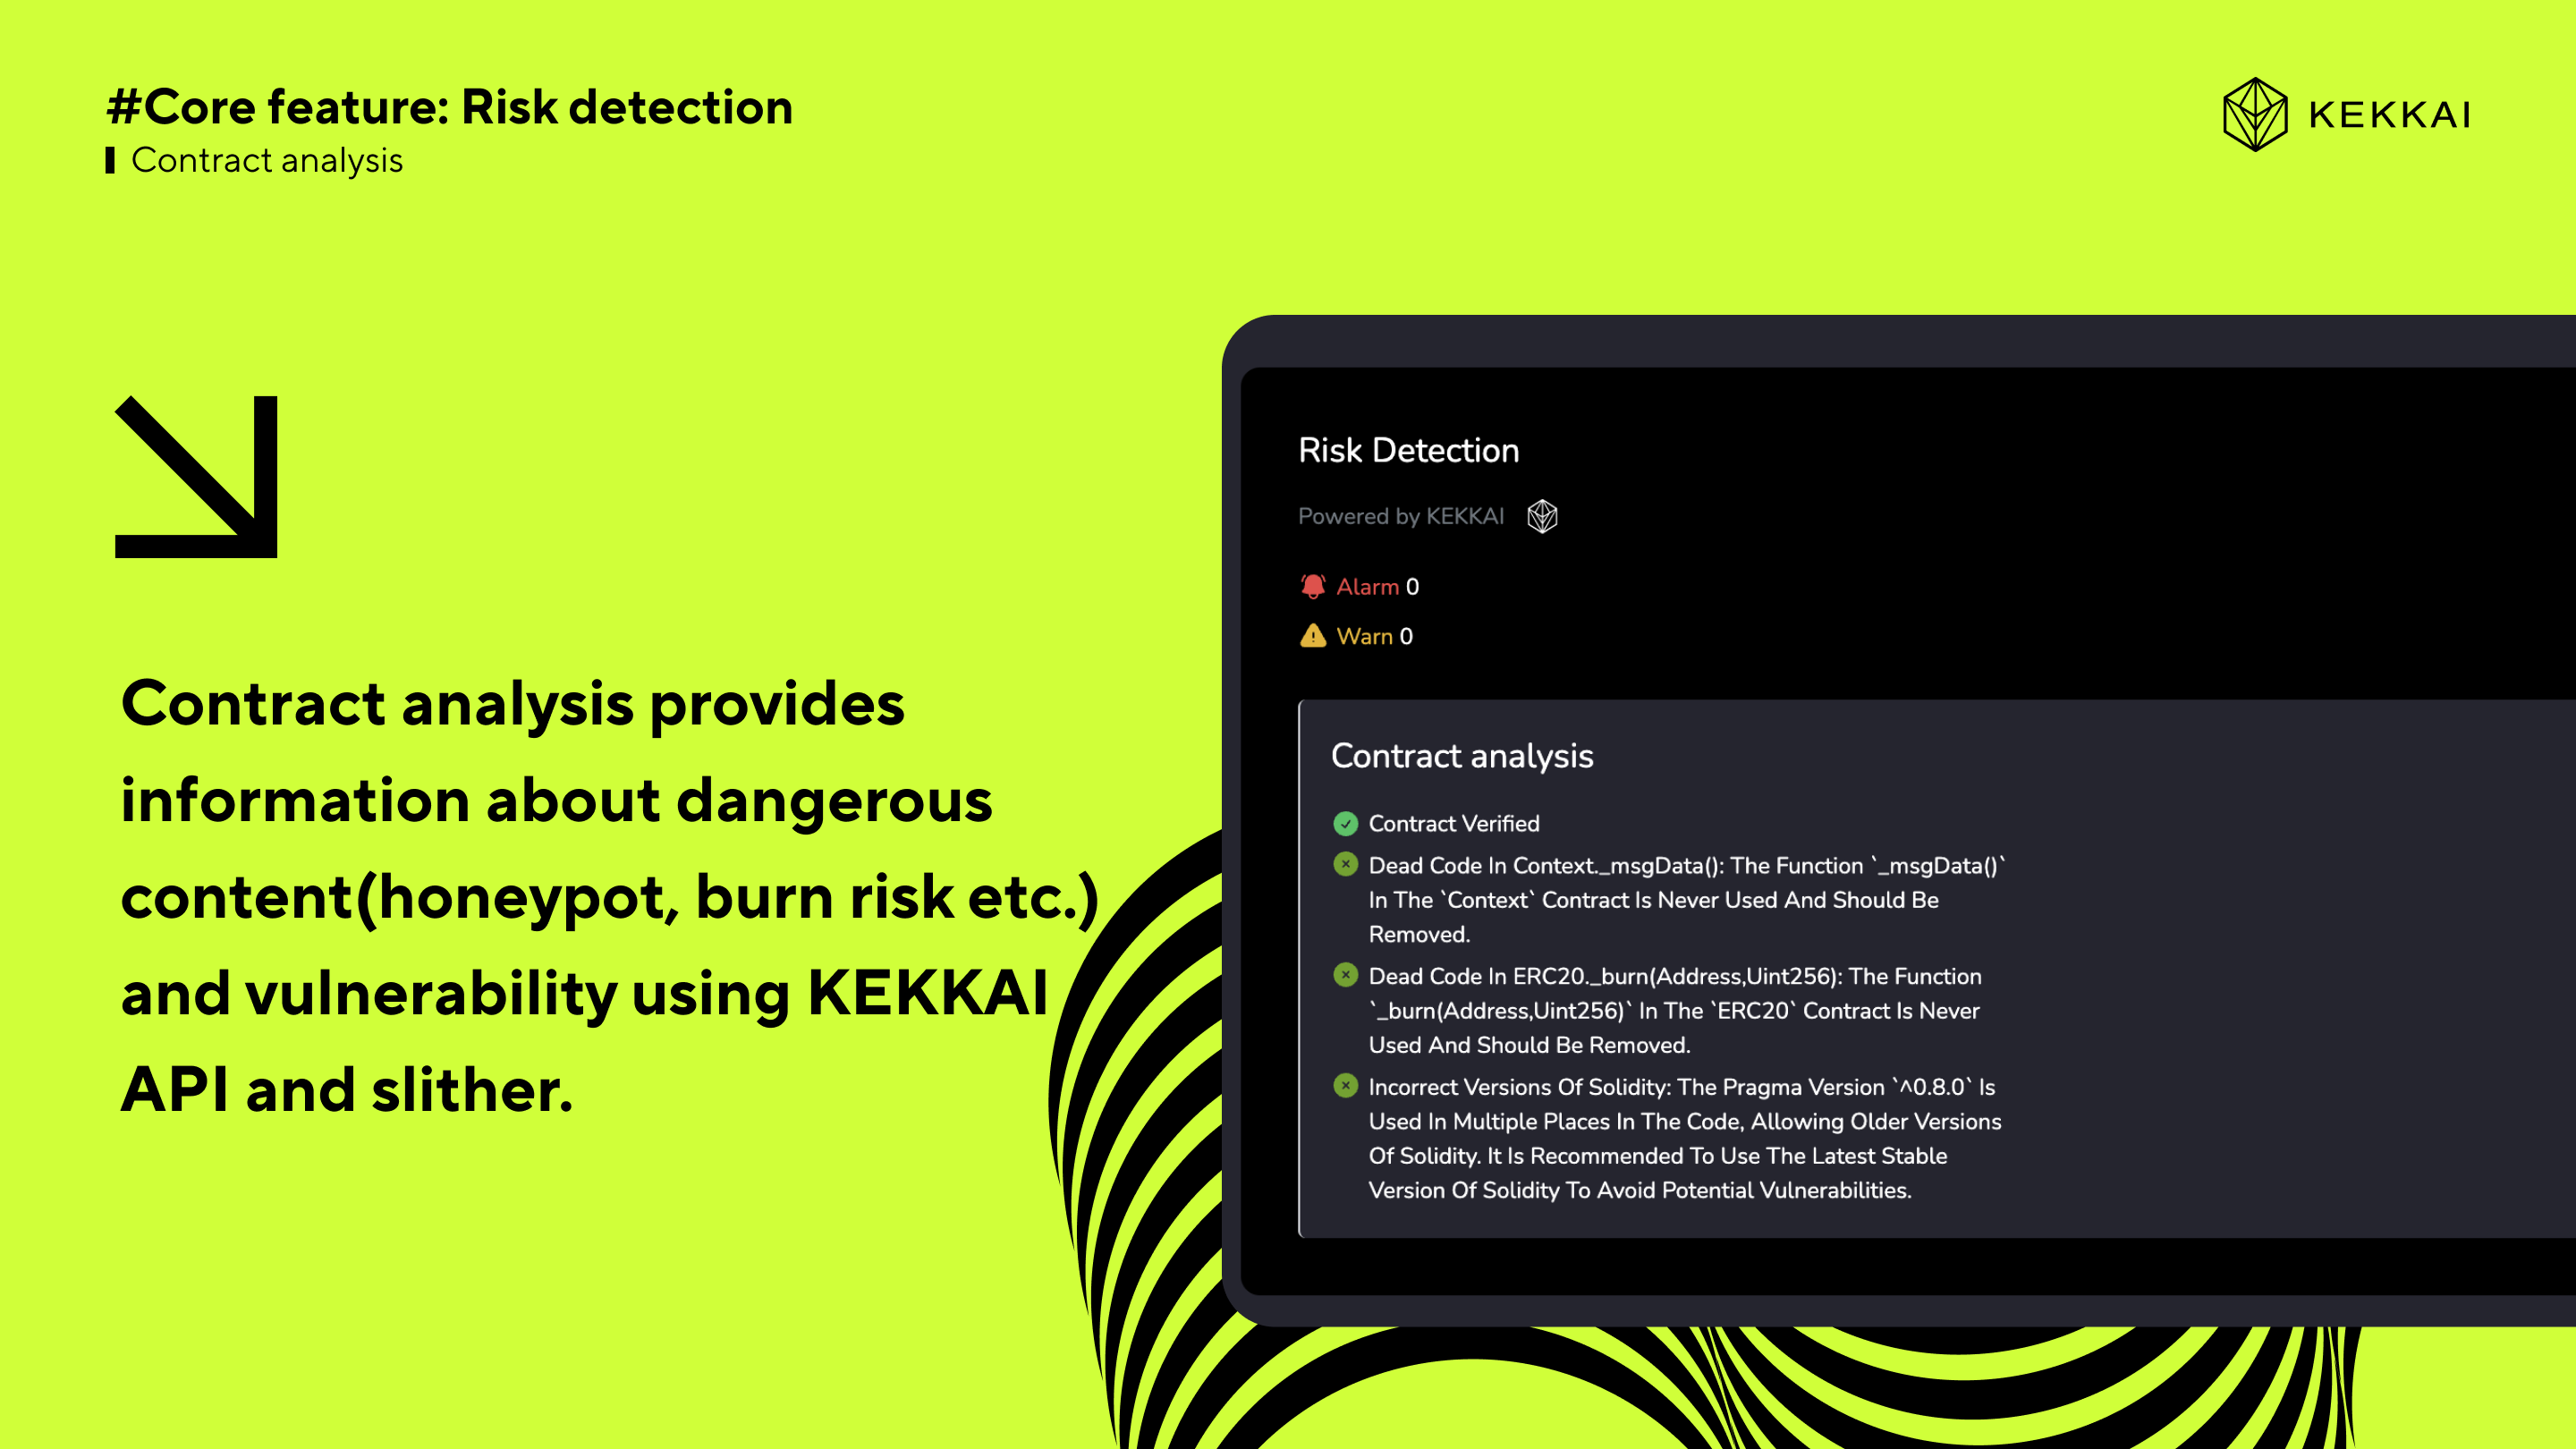 #Core feature: Risk detection
Contract analysis
KEKKAI
Contract analysis provides
information about dangerous
content(honeypot, burn risk etc.)
and vulnerability using KEKKAI
API and slither.
Risk Detection
Powered by KEKKAI
Alarm 0
Warn 0
Contract analysis
Contract Verified
Dead Code In Context._msgData(): The Function `_msgData()`
In The `Context` Contract Is Never Used And Should Be
Removed.
Dead Code In ERC20._burn(Address,Uint256): The Function
`_burn(Address,Uint256)` In The `ERC20` Contract Is Never
Used And Should Be Removed.
Incorrect Versions Of Solidity: The Pragma Version `^0.8.0` Is
Used In Multiple Places In The Code, Allowing Older Versions
Of Solidity. It Is Recommended To Use The Latest Stable
Version Of Solidity To Avoid Potential Vulnerabilities.